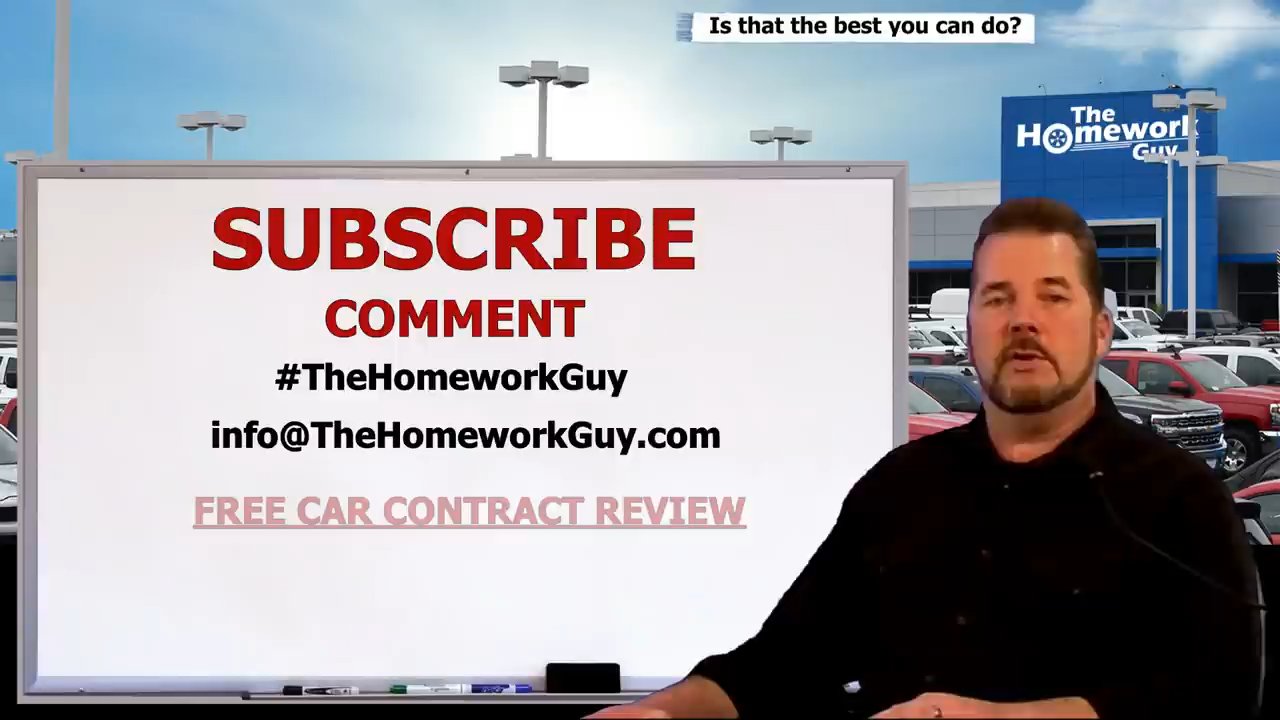 Is that the best you can do?
The
Homework
Guy
SUBSCRIBE
COMMENT
#TheHomeworkGuy
info@TheHomeworkGuy.com
FREE CAR CONTRACT REVIEW